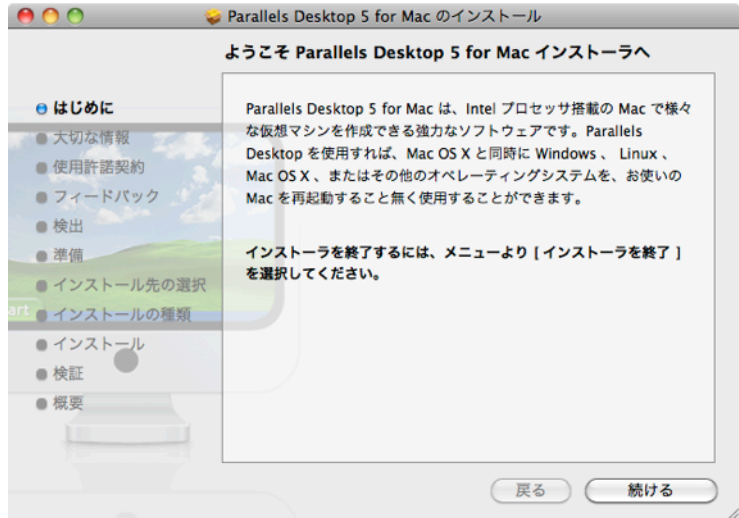 Parallels Desktop 5 for Mac のインストール
ようこそ Parallels Desktop 5 for Mac インストーラへ
はじめに
大切な情報
使用許諾契約
フィードバック
検出
準備
インストール先の選択
インストールの種類
インストール
検証
概要
art
Parallels Desktop 5 for Mac は、Intel プロセッサ搭載の Mac で様々
な仮想マシンを作成できる強力なソフトウェアです。Parallels
Desktop を使用すれば、Mac OS X と同時に Windows 、 Linux 、
Mac OS X 、またはその他のオペレーティングシステムを、お使いの
Mac を再起動すること無く使用することができます。
インストーラを終了するには、メニューより [ インストーラを終了 ]
を選択してください。
戻る
続ける